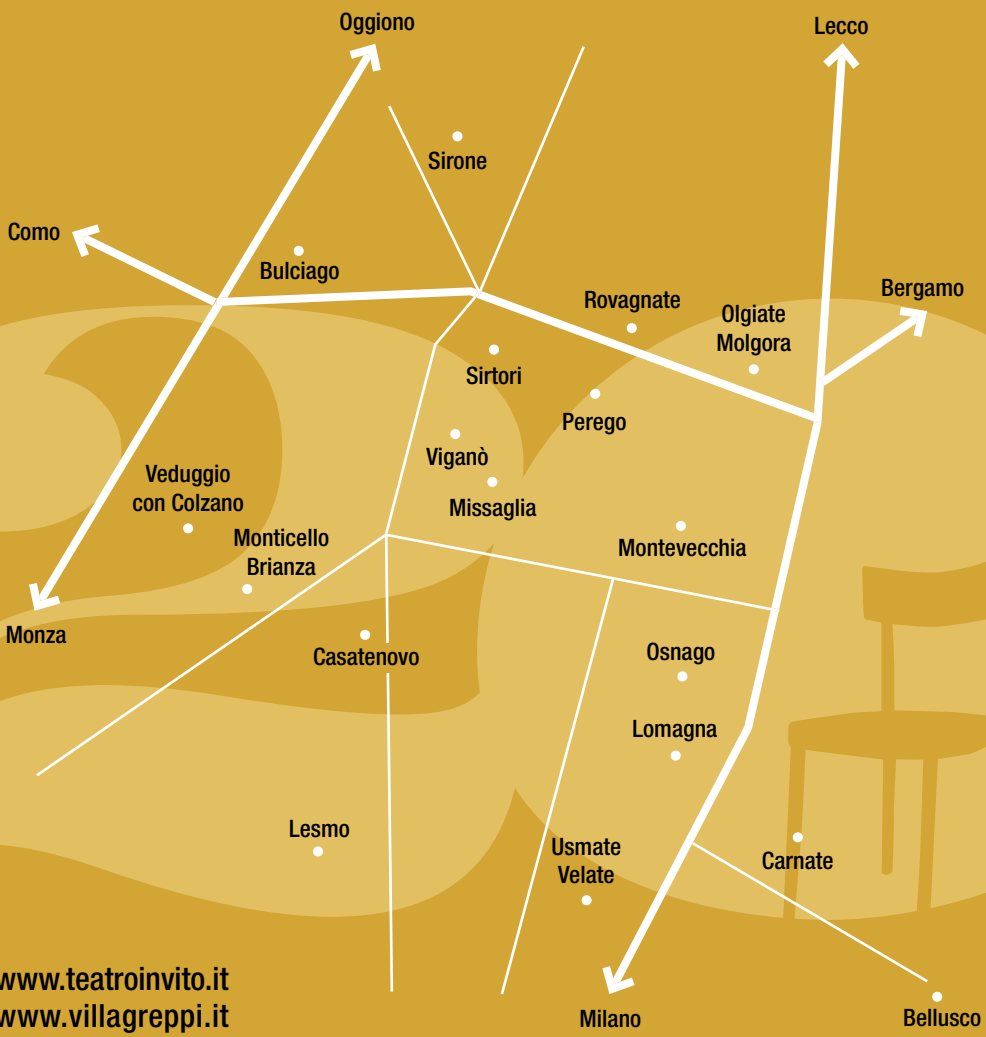 Oggiono
Lecco
Sirone
Como
Bulciago
Bergamo
Rovagnate
Olgiate
Molgora
Sirtori
Perego
Viganò
Veduggio
con Colzano
Missaglia
Monticello
Brianza
Montevecchia
Monza
Casatenovo
Osnago
Lomagna
Lesmo
Usmate
Velate
Carnate
www.teatroinvito.it
www.villagreppi.it
Milano
Bellusco